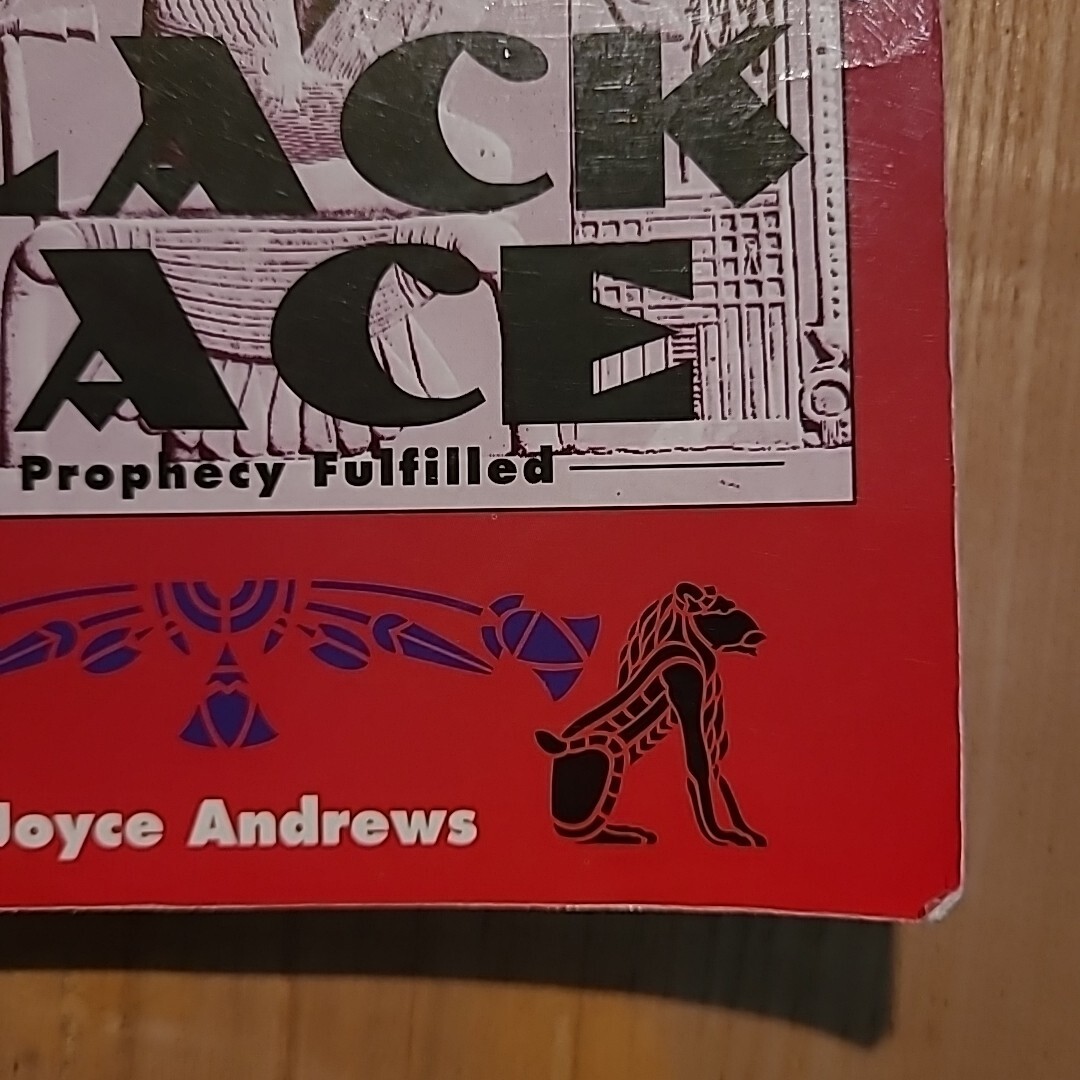 LACK
ACE
Prophecy Fulfilled
Joyce Andrews